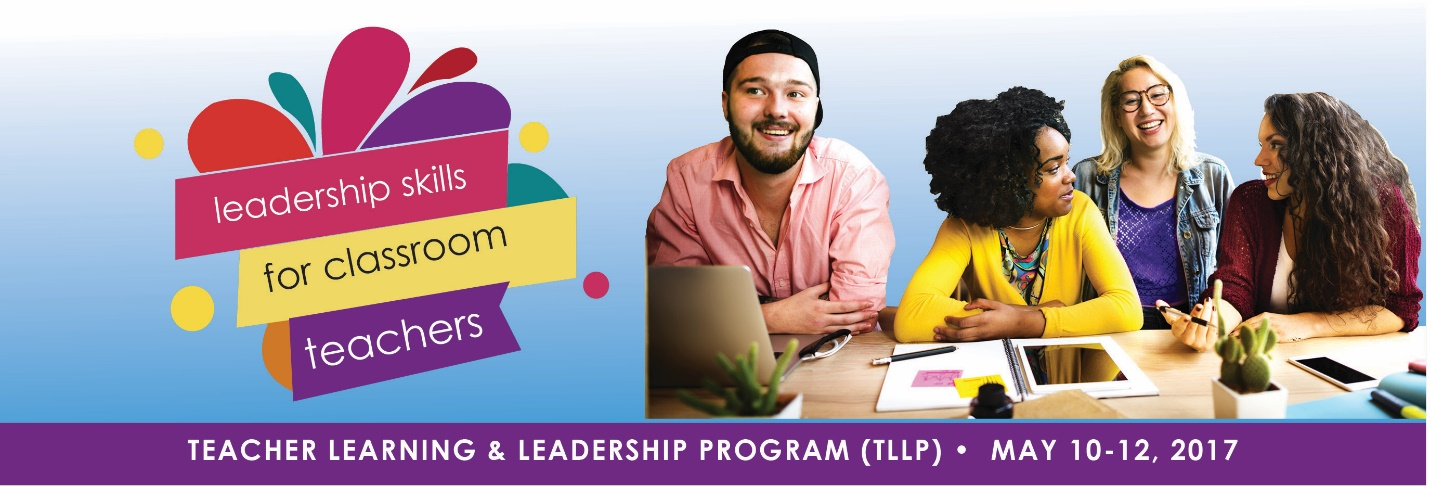 leadership skills
for classroom
teachers
TEACHER LEARNING & LEADERSHIP PROGRAM (TLLP) • MAY 10-12, 2017